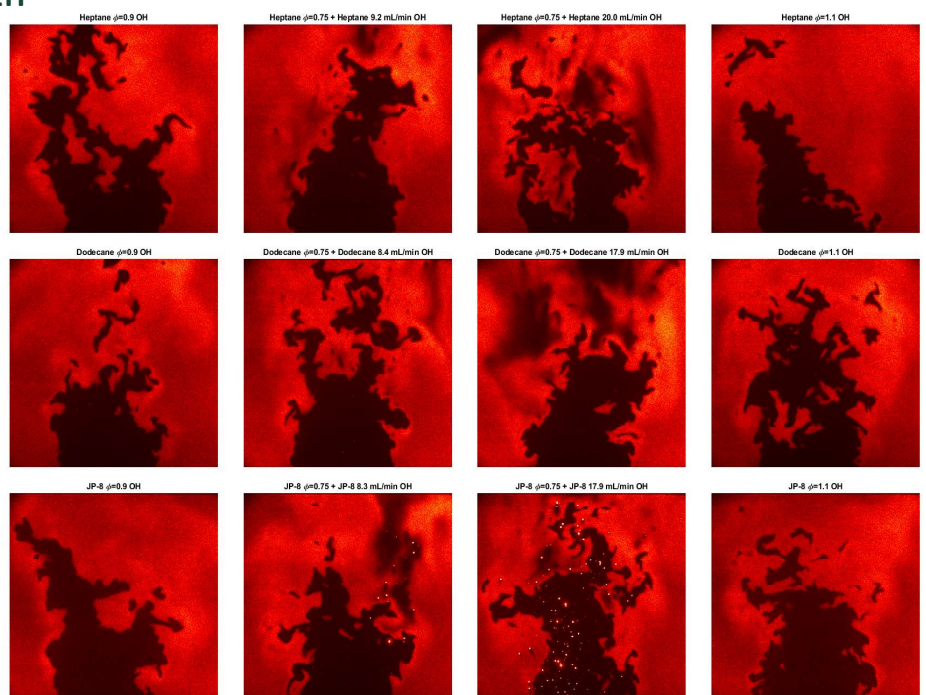 Heptane ϕ=0.9 OH
Heptane ϕ=0.75 + Heptane 9.2 mL/min OH
Heptane ϕ=0.75 + Heptane 20.0 mL/min OH
Heptane ϕ=1.1 OH
Dodecane ϕ=0.9 OH
Dodecane ϕ=0.75 + Dodecane 8.4 mL/min OH
Dodecane ϕ=0.75 + Dodecane 17.9 mL/min OH
Dodecane ϕ=1.1 OH
JP-8 ϕ=0.9 OH
JP-8 ϕ=0.75 + JP-8 8.3 mL/min OH
JP-8 ϕ=0.75 + JP-8 17.9 mL/min OH
JP-8 ϕ=1.1 OH